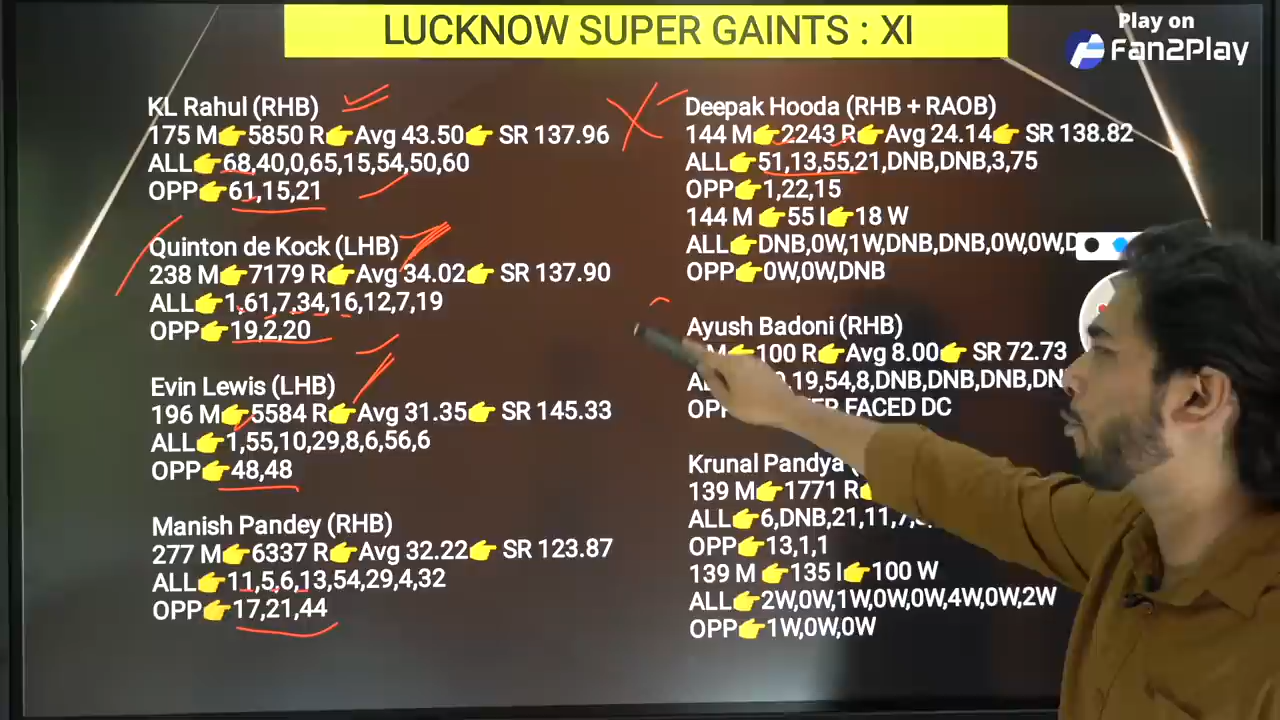 LUCKNOW SUPER GAINTS : XI
Play on
Fan2Play
KL Rahul (RHB)
175 M👉5850 R👉Avg 43.50👉 SR 137.96
ALL👉68,40,0,65,15,54,50,60
OPP👉61,15,21
Quinton de Kock (LHB)
238 M👉7179 R👉Avg 34.02👉 SR 137.90
ALL👉1,61,7,34,16,12,7,19
OPP👉19,2,20
Evin Lewis (LHB)
196 M👉5584 R👉Avg 31.35👉 SR 145.33
ALL👉1,55,10,29,8,6,56,6
OPP👉48,48
Manish Pandey (RHB)
277 M👉6337 R👉Avg 32.22👉 SR 123.87
ALL👉11,5,6,13,54,29,4,32
OPP👉17,21,44
Deepak Hooda (RHB + RAOB)
144 M👉2243 R👉Avg 24.14👉 SR 138.82
ALL👉51,13,55,21,DNB,DNB,3,75
OPP👉1,22,15
144 M 👉55 I👉18 W
ALL👉DNB,0W,1W,DNB,DNB,0W,0W,D
OPP👉0W,0W,DNB
Ayush Badoni (RHB)
M👉100 R👉Avg 8.00👉 SR 72.73
,19,54,8,DNB,DNB,DNB,DN
FACED DC
Krunal Pandya
139 M👉1771 R
ALL👉6,DNB,21,11,7,
OPP👉13,1,1
139 M 👉135 I👉100 W
ALL👉2W,0W,1W,0W,0W,4W,0W,2W
OPP👉1W,0W,0W